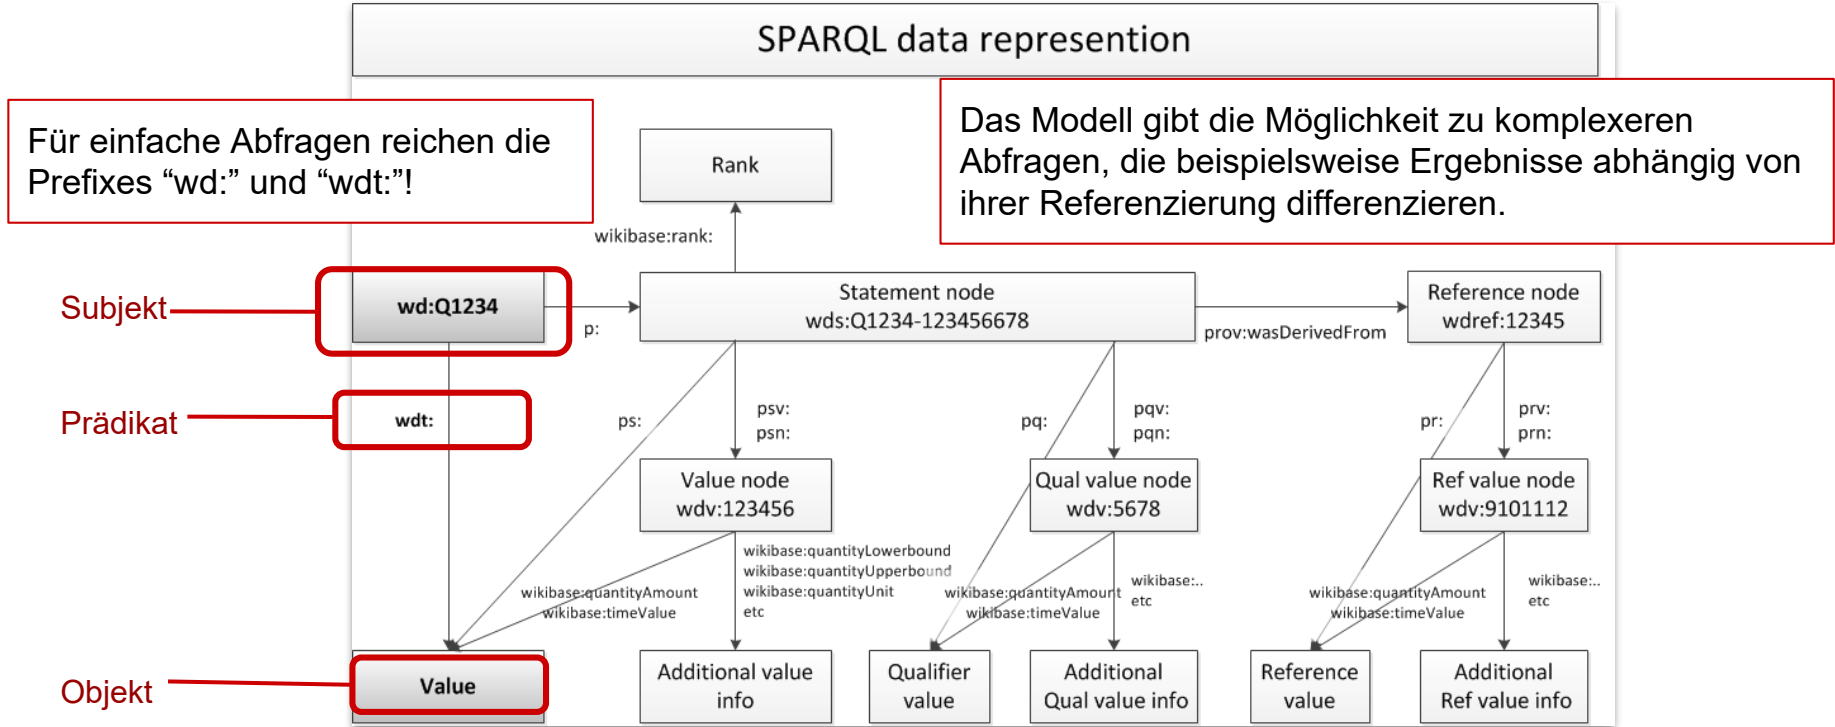 SPARQL data represention
Für einfache Abfragen reichen die
Prefixes “wd:” und “wdt:”!
Das Modell gibt die Möglichkeit zu komplexeren
Abfragen, die beispielsweise Ergebnisse abhängig von
ihrer Referenzierung differenzieren.
Rank
wikibase:rank:
Subjekt
wd:Q1234
p:
Statement node
wds:Q1234-123456678
prov:wasDerivedFrom
Reference node
wdref:12345
Prädikat
wdt:
ps:
psv:
psn:
pq:
pqv:
pqn:
pr:
prv:
prn:
Value node
wdv:123456
Qual value node
wdv:5678
Ref value node
wdv:9101112
wikibase:quantityAmount
wikibase:timeValue
wikibase:quantityLowerbound
wikibase:quantityUpperbound
wikibase:quantityUnit
etc
wikibase:quantityAmount
wikibase:timeValue
wikibase:..
etc
wikibase:quantityAmount
wikibase:timeValue
wikibase:..
etc
Objekt
Value
Additional value
info
Qualifier
value
Additional
Qual value info
Reference
value
Additional
Ref value info